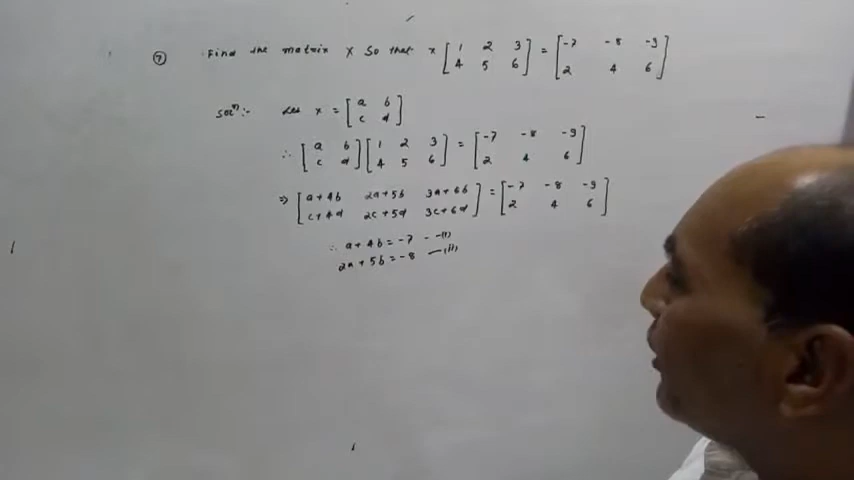 ⑦ Find the matrix X so that X [1 2 3 = [-7 -8 -9
4 5 6] 2 4 6]
Solⁿ:- Let X = [a b
c d]
∴ [a b [1 2 3 = [-7 -8 -9
c d] 4 5 6] 2 4 6]
⇒ [a+4b 2a+5b 3a+6b = [-7 -8 -9
c+4d 2c+5d 3c+6d] 2 4 6]
∴ a+4b = -7 --(i)
2a+5b = -8 —(ii)